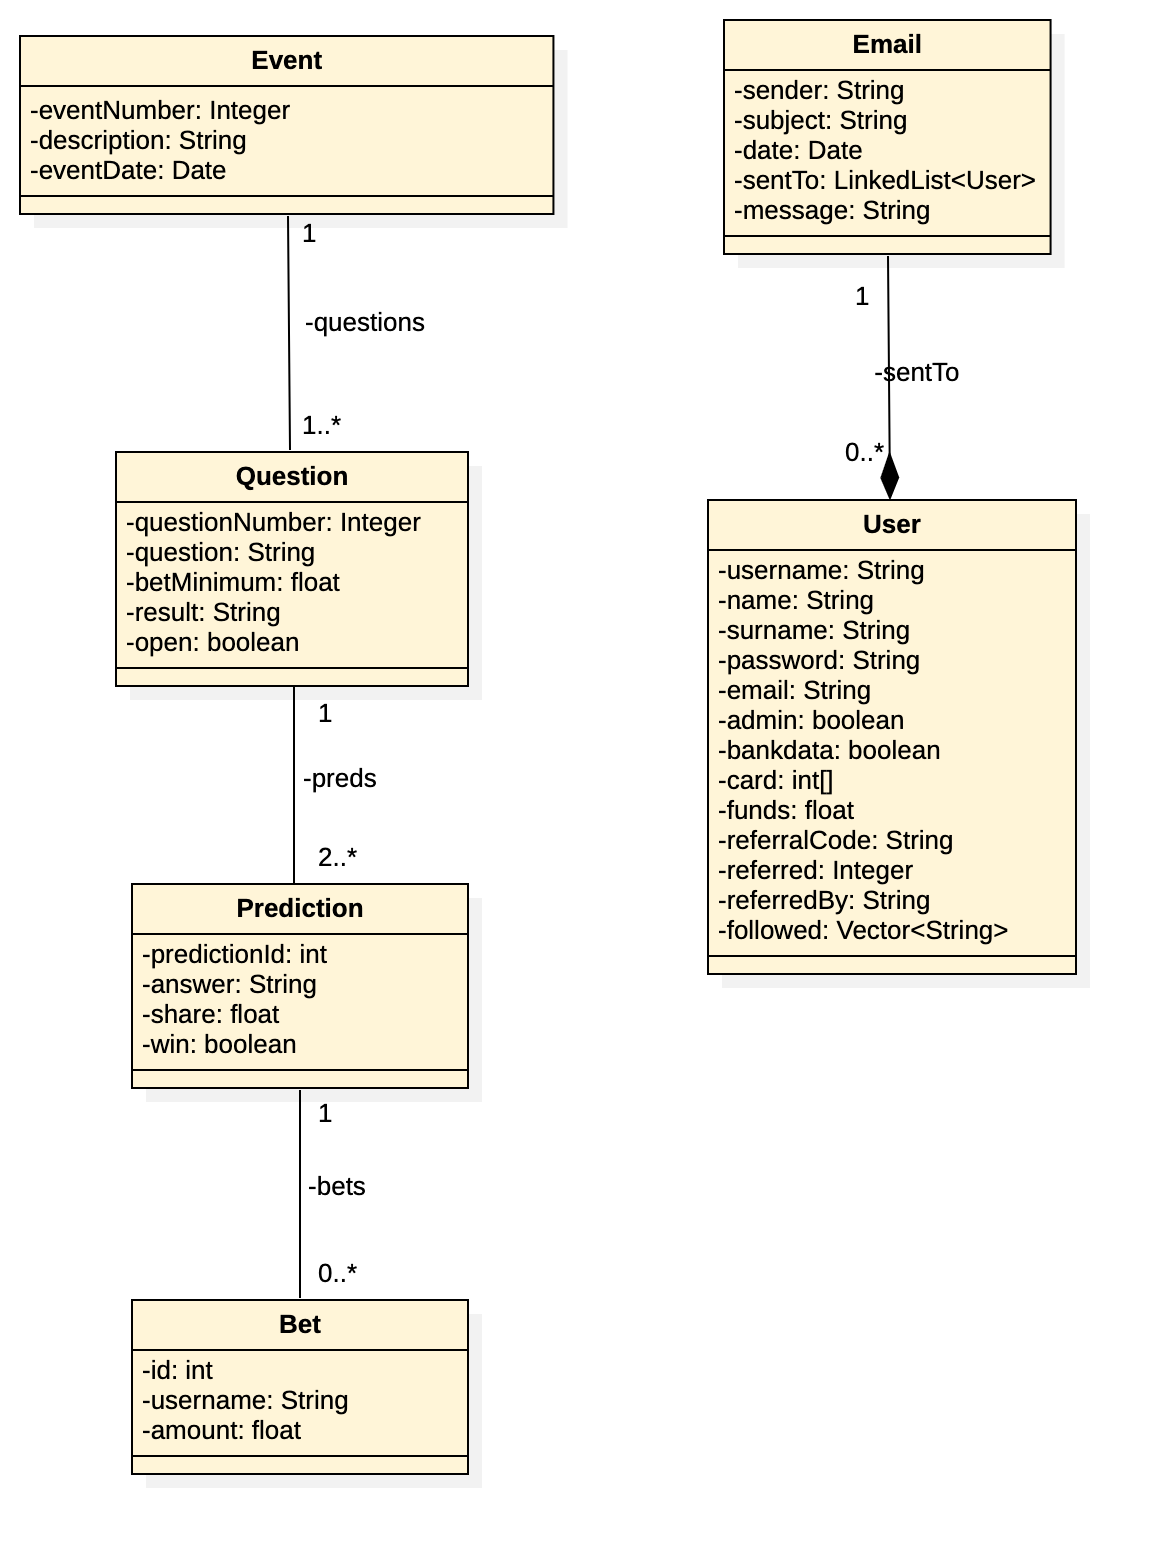 Event
-eventNumber: Integer
-description: String
-eventDate: Date
1
-questions
1..*
Question
-questionNumber: Integer
-question: String
-betMinimum: float
-result: String
-open: boolean
1
-preds
2..*
Prediction
-predictionId: int
-answer: String
-share: float
-win: boolean
1
-bets
0..*
Bet
-id: int
-username: String
-amount: float
Email
-sender: String
-subject: String
-date: Date
-sentTo: LinkedList<User>
-message: String
1
-sentTo
0..*
User
-username: String
-name: String
-surname: String
-password: String
-email: String
-admin: boolean
-bankdata: boolean
-card: int[]
-funds: float
-referralCode: String
-referred: Integer
-referredBy: String
-followed: Vector<String>